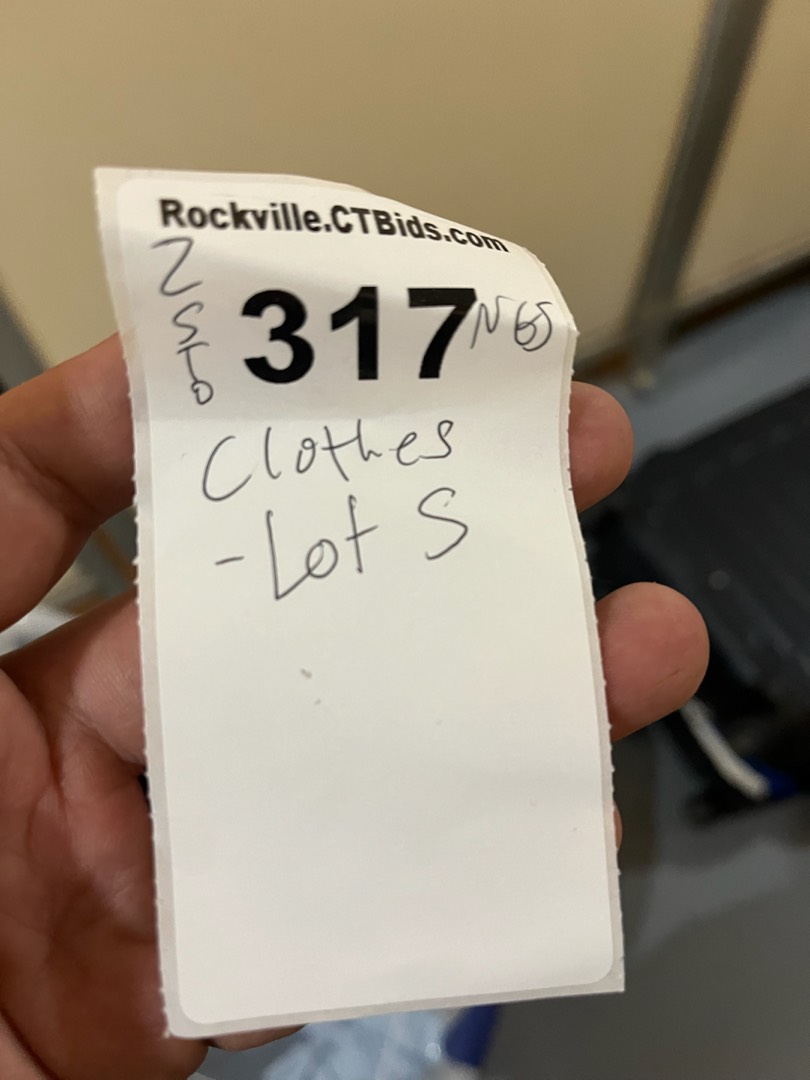 Rockville.CTBids.com
317
Clothes
- Lot S